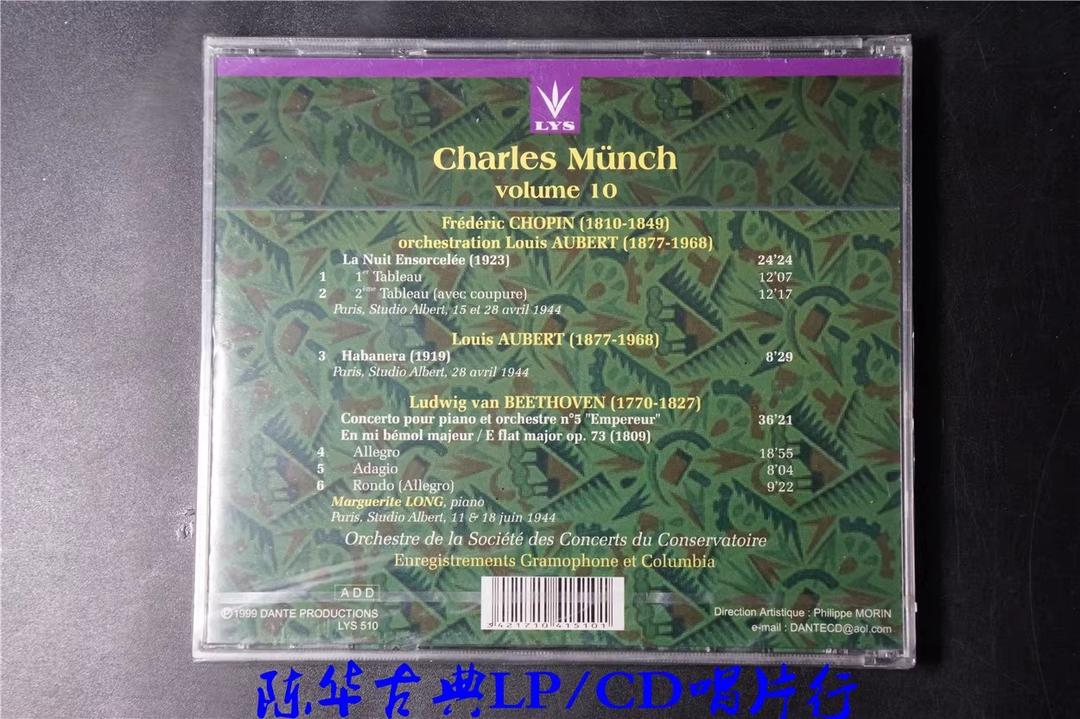 LYS
Charles Münch
volume 10
Frédéric CHOPIN (1810-1849)
orchestration Louis AUBERT (1877-1968)
La Nuit Ensorcelée (1923) 24'24
1 1er Tableau 12'07
2 2ème Tableau (avec coupure) 12'17
Paris, Studio Albert, 15 et 28 avril 1944
Louis AUBERT (1877-1968)
3 Habanera (1919) 8'29
Paris, Studio Albert, 28 avril 1944
Ludwig van BEETHOVEN (1770-1827)
Concerto pour piano et orchestre n°5 "Empereur" 36'21
En mi bémol majeur / E flat major op. 73 (1809)
4 Allegro 18'55
5 Adagio 8'04
6 Rondo (Allegro) 9'22
Marguerite LONG, piano
Paris, Studio Albert, 11 & 18 juin 1944
Orchestre de la Société des Concerts du Conservatoire
Enregistrements Gramophone et Columbia
ADD
℗1999 DANTE PRODUCTIONS
LYS 510
3 421710 415101
Direction Artistique : Philippe MORIN
e-mail : DANTECD@aol.com
陈华古典LP/CD唱片行